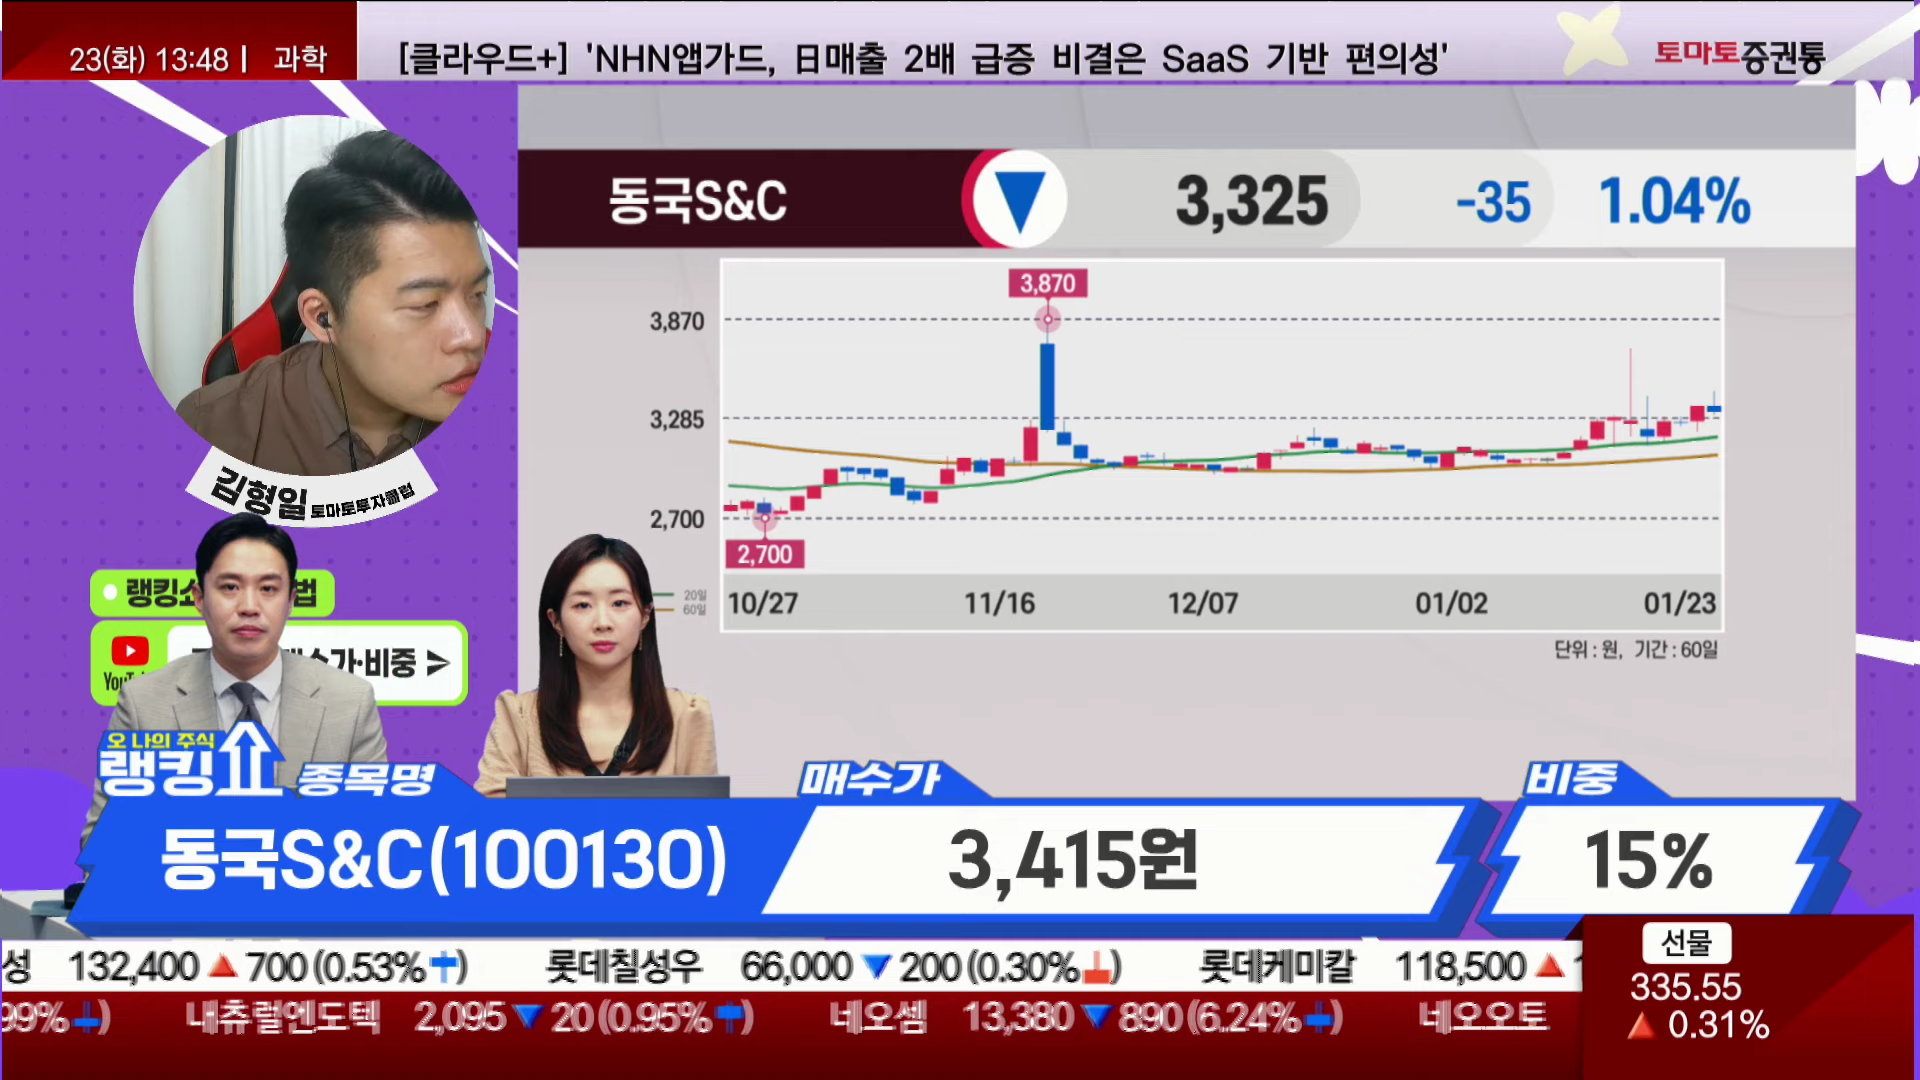 23(화) 13:48 | 과학
[클라우드+] 'NHN앱가드, 日매출 2배 급증 비결은 SaaS 기반 편의성'
토마토증권통
동국S&C
3,325
-35
1.04%
3,870
3,870
3,285
2,700
2,700
20일
60일
10/27
11/16
12/07
01/02
01/23
단위 : 원, 기간 : 60일
김형일 토마토투자클럽
랭킹쇼
법
YouTube
가·비중
오 나의 주식
랭킹쇼
종목명
매수가
비중
동국S&C(100130)
3,415원
15%
성 132,400 ▲ 700 (0.53%) 롯데칠성우 66,000 ▼ 200 (0.30%) 롯데케미칼 118,500 ▲
99% ) 내츄럴엔도텍 2,095 ▼ 20 (0.95%) 네오셈 13,380 ▼ 890 (6.24%) 네오오토
선물
335.55
▲ 0.31%